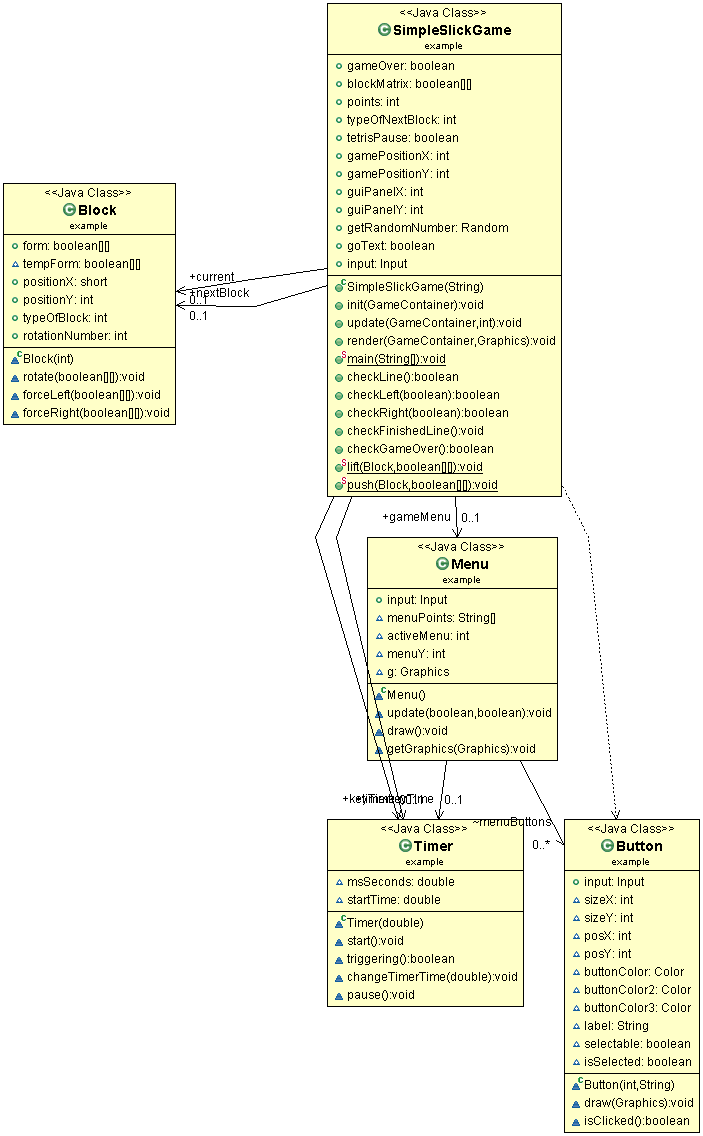 <<Java Class>>
SimpleSlickGame
example
gameOver: boolean
blockMatrix: boolean[][]
points: int
typeOfNextBlock: int
tetrisPause: boolean
gamePositionX: int
gamePositionY: int
guiPanelX: int
guiPanelY: int
getRandomNumber: Random
goText: boolean
input: Input
SimpleSlickGame(String)
init(GameContainer):void
update(GameContainer,int):void
render(GameContainer,Graphics):void
main(String[]):void
checkLine():boolean
checkLeft(boolean):boolean
checkRight(boolean):boolean
checkFinishedLine():void
checkGameOver():boolean
lift(Block,boolean[][]):void
push(Block,boolean[][]):void
<<Java Class>>
Block
example
form: boolean[][]
tempForm: boolean[][]
positionX: short
positionY: int
typeOfBlock: int
rotationNumber: int
Block(int)
rotate(boolean[][]):void
forceLeft(boolean[][]):void
forceRight(boolean[][]):void
+current
+nextBlock
0..1
0..1
+gameMenu
0..1
<<Java Class>>
Menu
example
input: Input
menuPoints: String[]
activeMenu: int
menuY: int
g: Graphics
Menu()
update(boolean,boolean):void
draw():void
getGraphics(Graphics):void
0..1
~menuButtons
0..*
<<Java Class>>
Timer
example
msSeconds: double
startTime: double
Timer(double)
start():void
triggering():boolean
changeTimerTime(double):void
pause():void
<<Java Class>>
Button
example
input: Input
sizeX: int
sizeY: int
posX: int
posY: int
buttonColor: Color
buttonColor2: Color
buttonColor3: Color
label: String
selectable: boolean
isSelected: boolean
Button(int,String)
draw(Graphics):void
isClicked():boolean